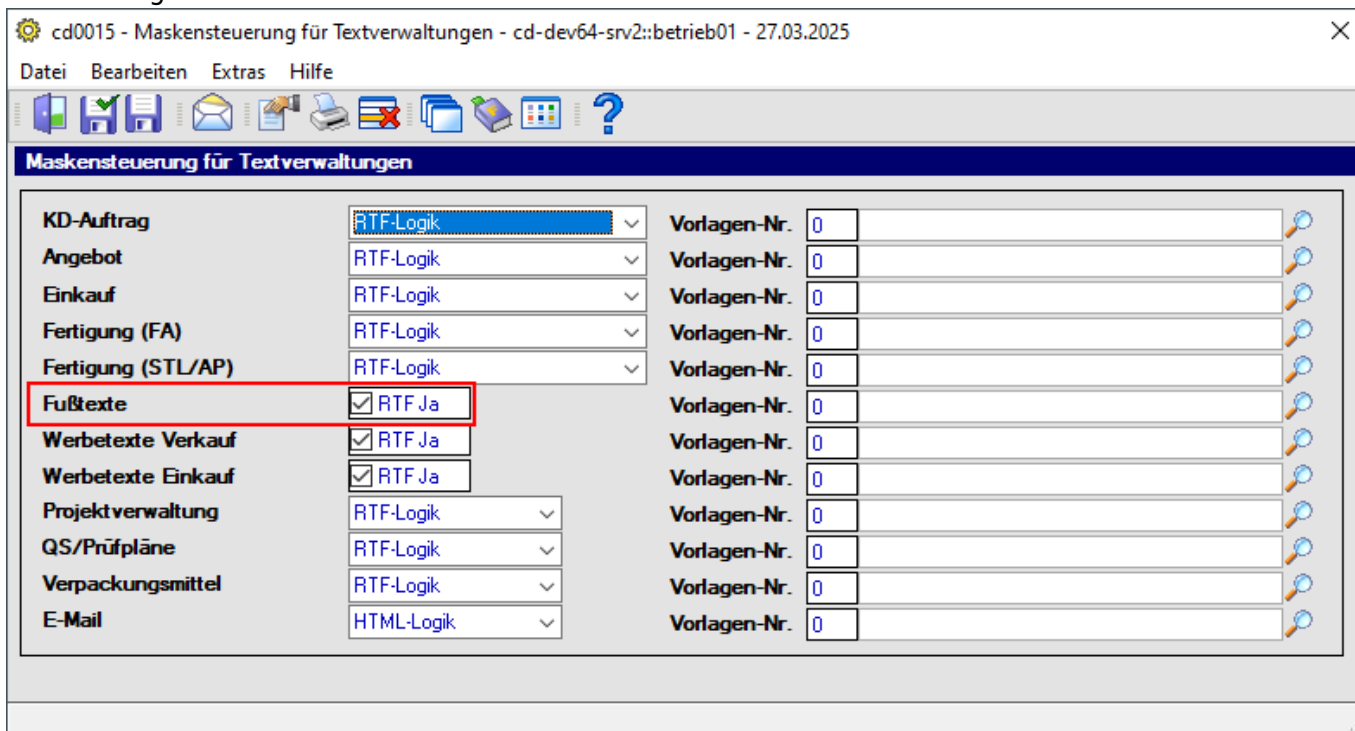 cd0015 - Maskensteuerung für Textverwaltungen - cd-dev64-srv2::betrieb01 - 27.03.2025
Datei Bearbeiten Extras Hilfe
Maskensteuerung für Textverwaltungen
KD-Auftrag RTF-Logik Vorlagen-Nr. 0
Angebot RTF-Logik Vorlagen-Nr. 0
Einkauf RTF-Logik Vorlagen-Nr. 0
Fertigung (FA) RTF-Logik Vorlagen-Nr. 0
Fertigung (STL/AP) RTF-Logik Vorlagen-Nr. 0
Fußtexte RTF Ja Vorlagen-Nr. 0
Werbetexte Verkauf RTF Ja Vorlagen-Nr. 0
Werbetexte Einkauf RTF Ja Vorlagen-Nr. 0
Projektverwaltung RTF-Logik Vorlagen-Nr. 0
QS/Prüfpläne RTF-Logik Vorlagen-Nr. 0
Verpackungsmittel RTF-Logik Vorlagen-Nr. 0
E-Mail HTML-Logik Vorlagen-Nr. 0